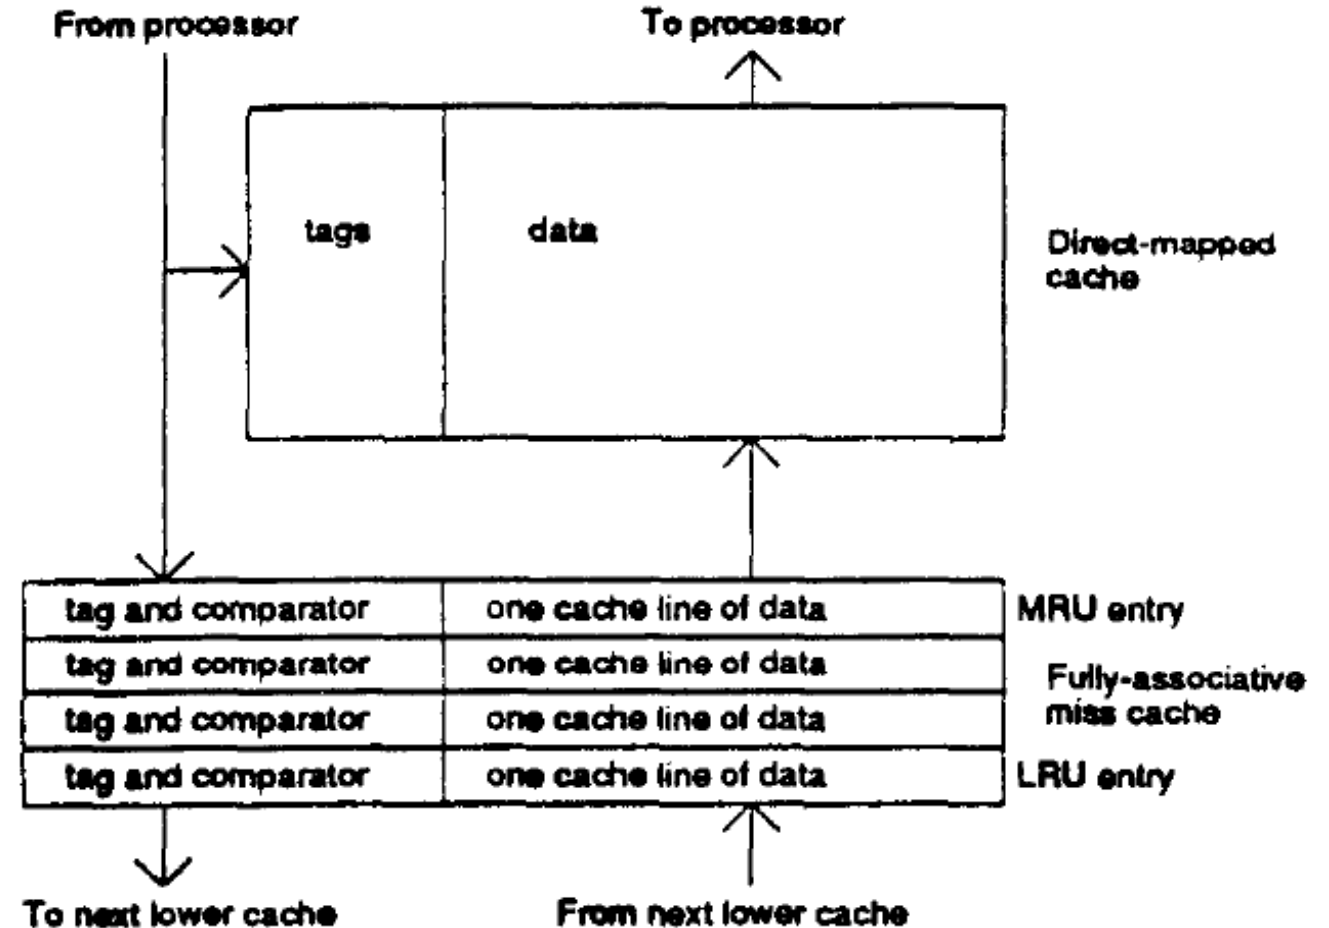 From processor
To processor
tags
data
Direct-mapped
cache
tag and comparator
one cache line of data
MRU entry
tag and comparator
one cache line of data
Fully-associative
miss cache
tag and comparator
one cache line of data
tag and comparator
one cache line of data
LRU entry
To next lower cache
From next lower cache